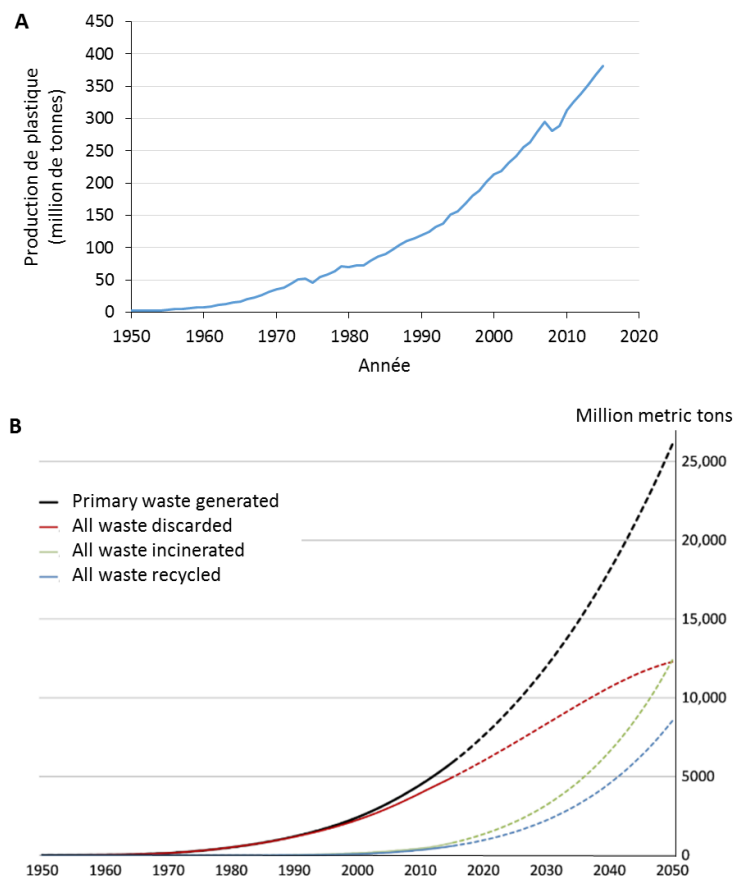 A
Production de plastique
(million de tonnes)
450
400
350
300
250
200
150
100
50
0
1950 1960 1970 1980 1990 2000 2010 2020
Année
B
Million metric tons
Primary waste generated
All waste discarded
All waste incinerated
All waste recycled
25,000
20,000
15,000
10,000
5000
0
1950 1960 1970 1980 1990 2000 2010 2020 2030 2040 2050